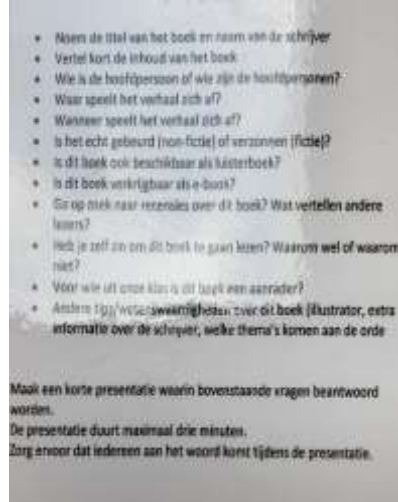 • Noem de titel van het boek en naam van de schrijver
• Vertel kort de inhoud van het boek
• Wie is de hoofdpersoon of wie zijn de hoofdpersonen?
• Waar speelt het verhaal zich af?
• Wanneer speelt het verhaal zich af?
• Is het echt gebeurd (non-fictie) of verzonnen (fictie)?
• Is dit boek ook beschikbaar als luisterboek?
• Is dit boek verkrijgbaar als e-book?
• Ga op zoek naar recensies over dit boek? Wat vertellen andere
lezers?
• Heb je zelf zin om dit boek te gaan lezen? Waarom wel of waarom
niet?
• Voor wie uit onze klas is dit boek een aanrader?
• Andere tips/wetenswaardigheden over dit boek (illustrator, extra
informatie over de schrijver, welke thema's komen aan de orde
Maak een korte presentatie waarin bovenstaande vragen beantwoord
worden.
De presentatie duurt maximaal drie minuten.
Zorg ervoor dat iedereen aan het woord komt tijdens de presentatie.